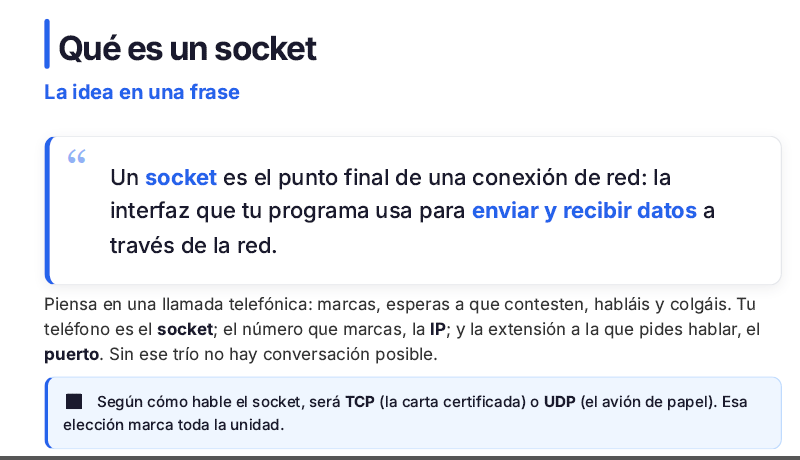 Qué es un socket
La idea en una frase
“
Un socket es el punto final de una conexión de red: la
interfaz que tu programa usa para enviar y recibir datos a
través de la red.
Piensa en una llamada telefónica: marcas, esperas a que contesten, habláis y colgáis. Tu
teléfono es el socket; el número que marcas, la IP; y la extensión a la que pides hablar, el
puerto. Sin ese trío no hay conversación posible.
Según cómo hable el socket, será TCP (la carta certificada) o UDP (el avión de papel). Esa
elección marca toda la unidad.